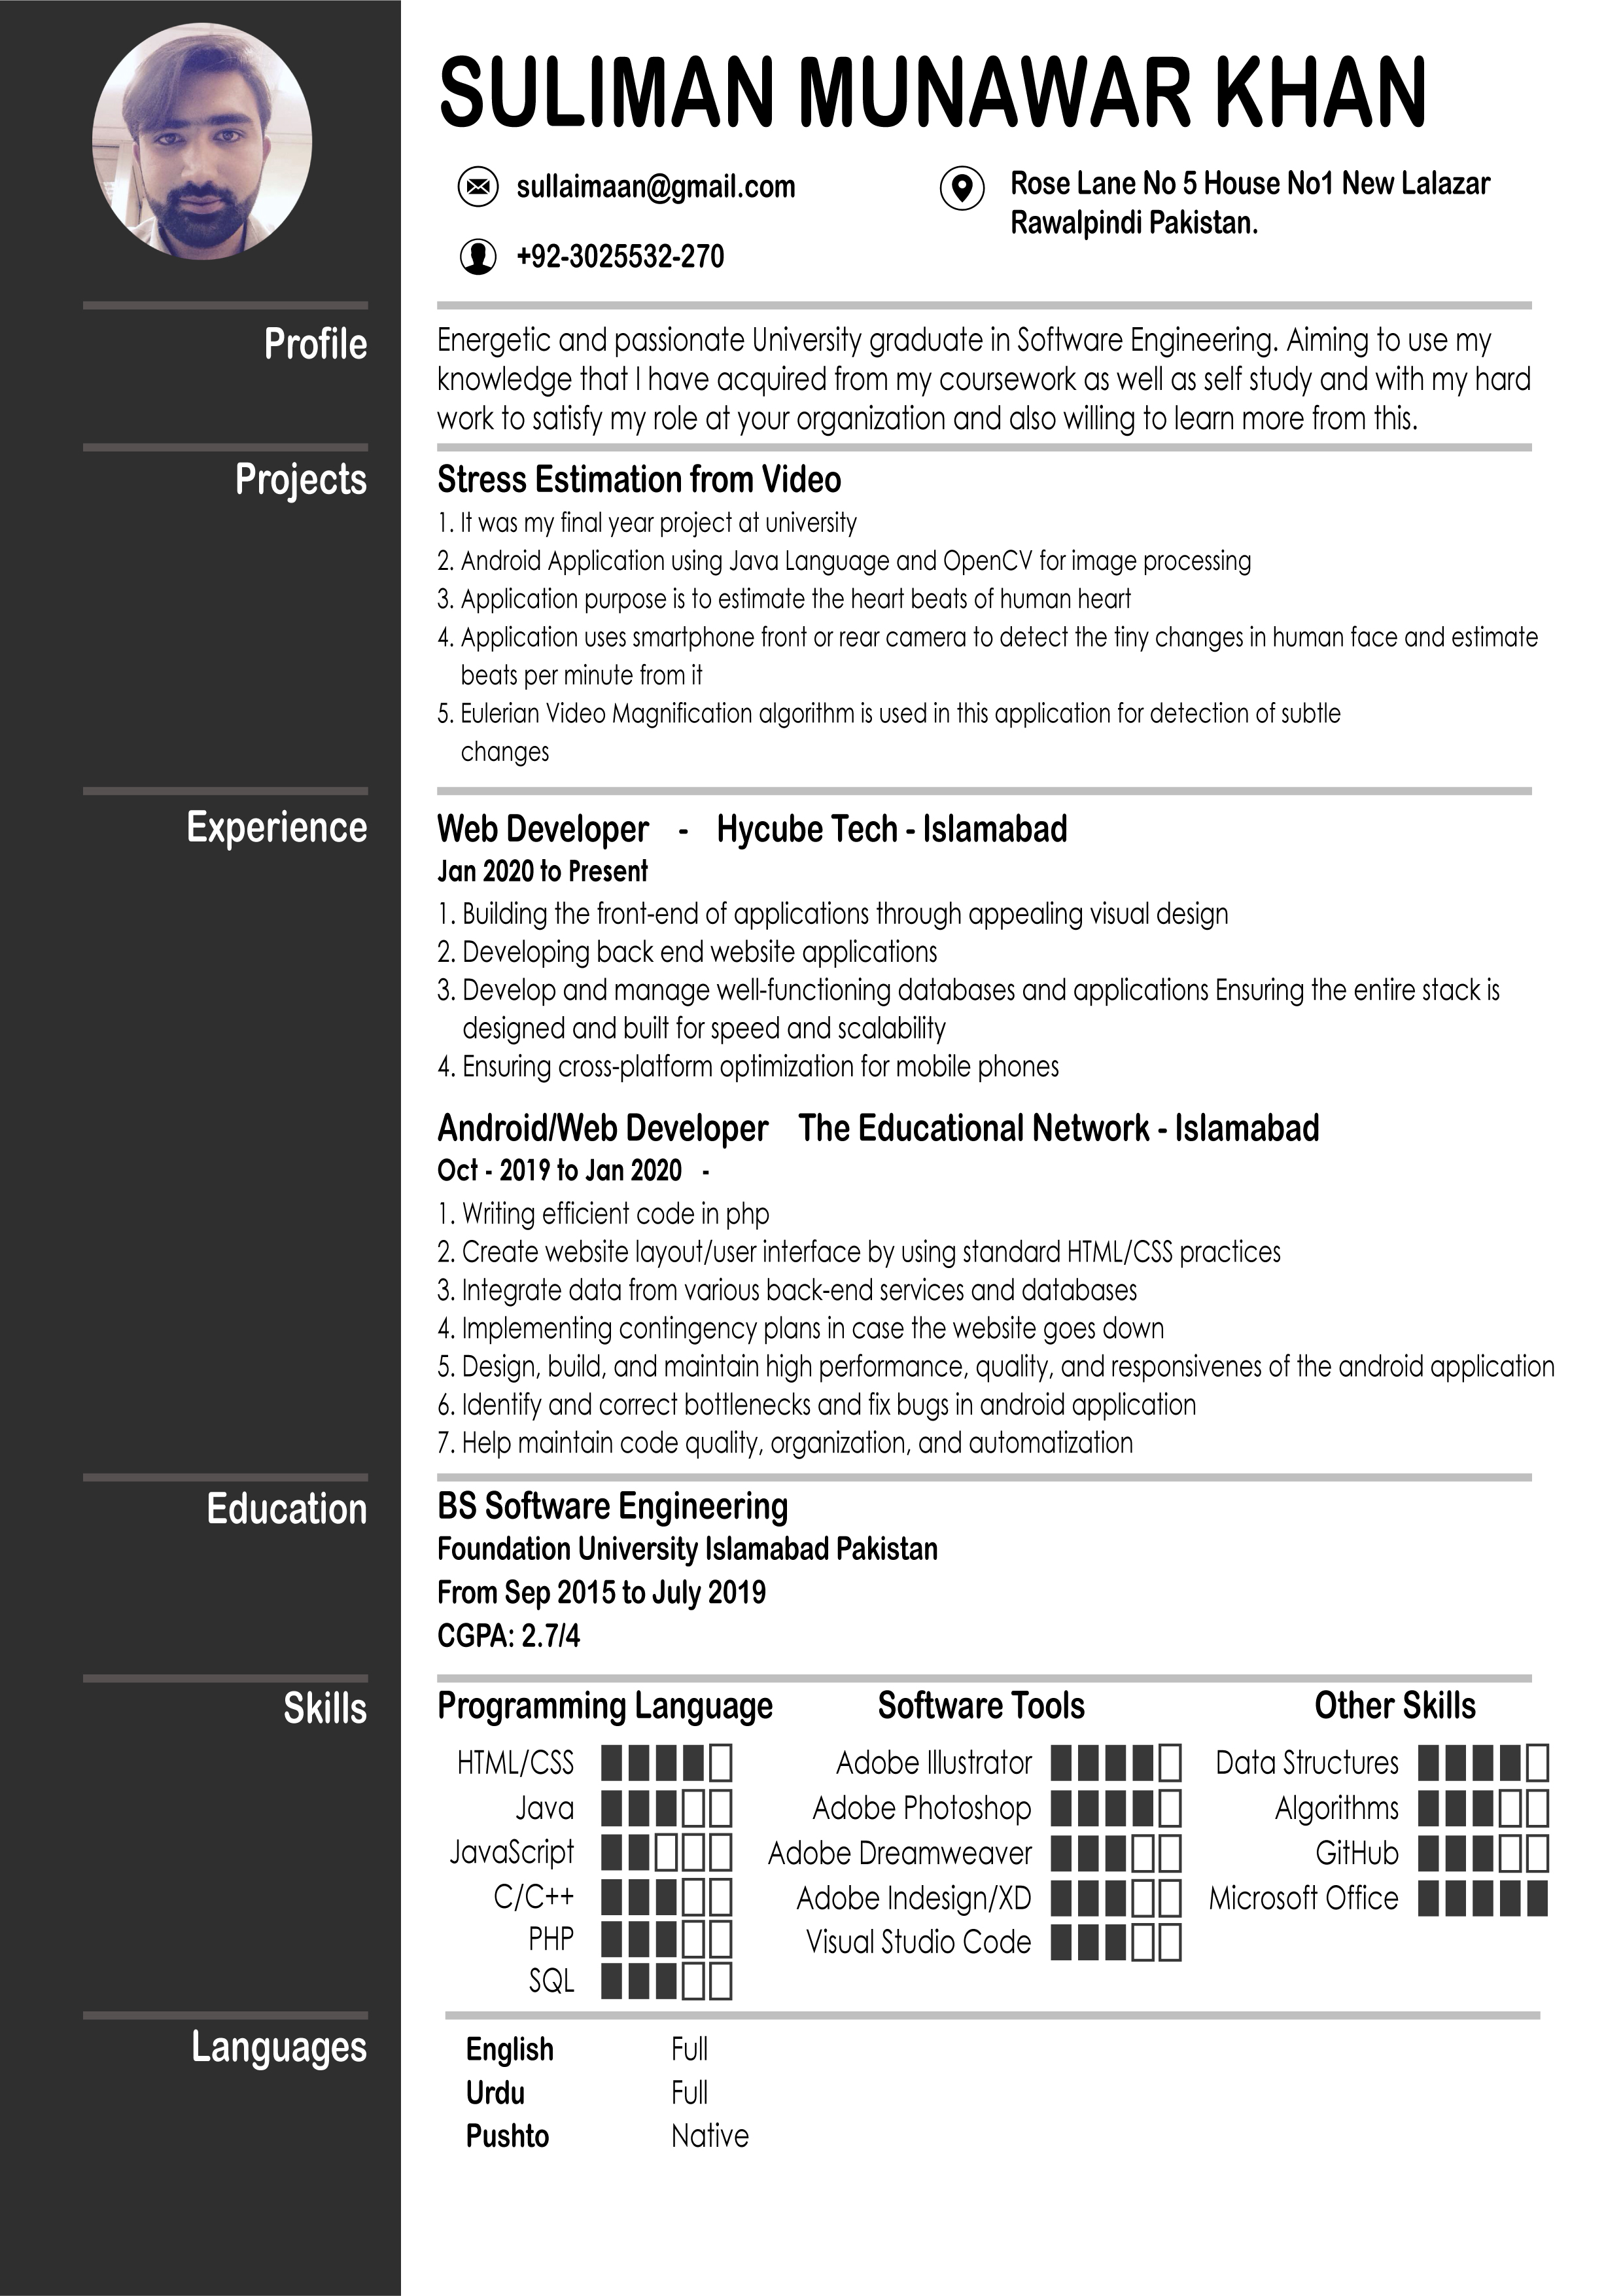 SULIMAN MUNAWAR KHAN
sullaimaan@gmail.com
Rose Lane No 5 House No1 New Lalazar
Rawalpindi Pakistan.
+92-3025532-270
Profile
Energetic and passionate University graduate in Software Engineering. Aiming to use my
knowledge that I have acquired from my coursework as well as self study and with my hard
work to satisfy my role at your organization and also willing to learn more from this.
Projects
Stress Estimation from Video
1. It was my final year project at university
2. Android Application using Java Language and OpenCV for image processing
3. Application purpose is to estimate the heart beats of human heart
4. Application uses smartphone front or rear camera to detect the tiny changes in human face and estimate
beats per minute from it
5. Eulerian Video Magnification algorithm is used in this application for detection of subtle
changes
Experience
Web Developer - Hycube Tech - Islamabad
Jan 2020 to Present
1. Building the front-end of applications through appealing visual design
2. Developing back end website applications
3. Develop and manage well-functioning databases and applications Ensuring the entire stack is
designed and built for speed and scalability
4. Ensuring cross-platform optimization for mobile phones
Android/Web Developer The Educational Network - Islamabad
Oct - 2019 to Jan 2020 -
1. Writing efficient code in php
2. Create website layout/user interface by using standard HTML/CSS practices
3. Integrate data from various back-end services and databases
4. Implementing contingency plans in case the website goes down
5. Design, build, and maintain high performance, quality, and responsivenes of the android application
6. Identify and correct bottlenecks and fix bugs in android application
7. Help maintain code quality, organization, and automatization
Education
BS Software Engineering
Foundation University Islamabad Pakistan
From Sep 2015 to July 2019
CGPA: 2.7/4
Skills
Programming Language
HTML/CSS
Java
JavaScript
C/C++
PHP
SQL
Software Tools
Adobe Illustrator
Adobe Photoshop
Adobe Dreamweaver
Adobe Indesign/XD
Visual Studio Code
Other Skills
Data Structures
Algorithms
GitHub
Microsoft Office
Languages
English Full
Urdu Full
Pushto Native